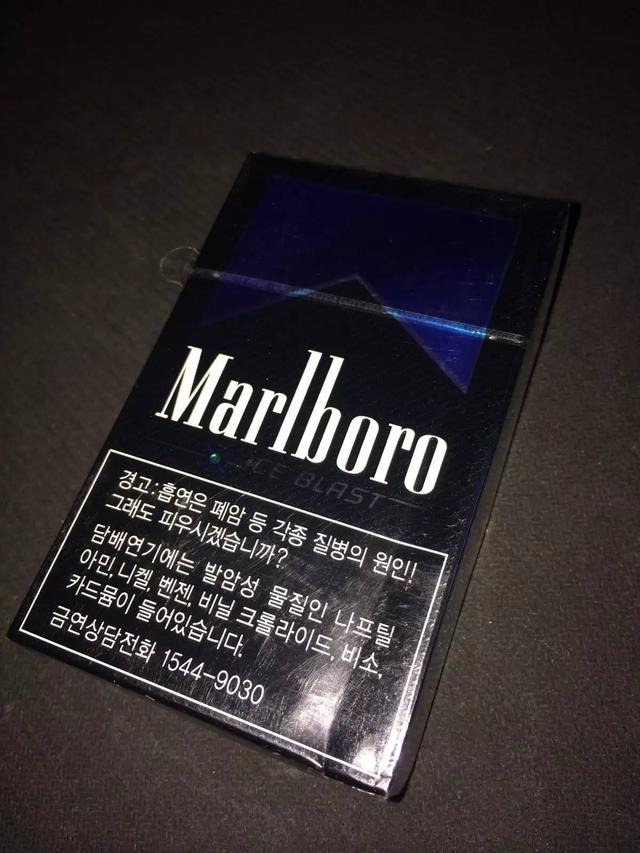 Marlboro
ICE BLAST
경고: 흡연은 폐암 등 각종 질병의 원인!
그래도 피우시겠습니까?
담배연기에는 발암성 물질인 나프틸
아민, 니켈, 벤젠, 비닐 크롤라이드, 비소,
카드뮴이 들어있습니다.
금연상담전화 1544-9030